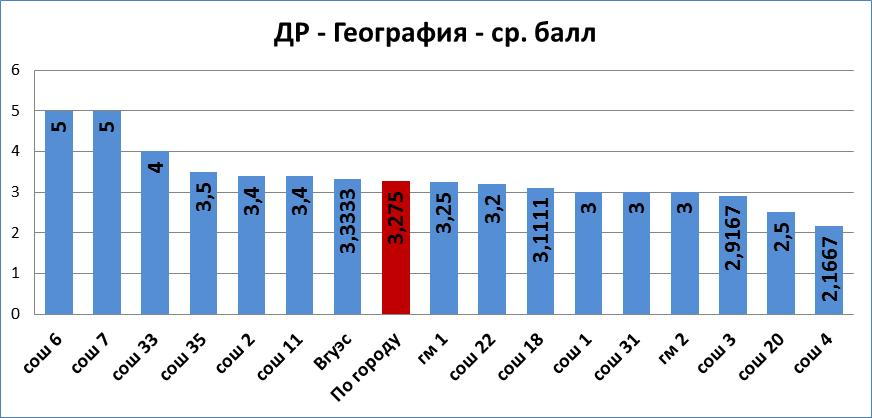 ДР - География - ср. балл
6
5
4
3
2
1
0
5
5
4
3,5
3,4
3,4
3,3333
3,275
3,25
3,2
3,1111
3
3
3
2,9167
2,5
2,1667
сош 6
сош 7
сош 33
сош 35
сош 2
сош 11
Вгуэс
По городу
гм 1
сош 22
сош 18
сош 1
сош 31
гм 2
сош 3
сош 20
сош 4